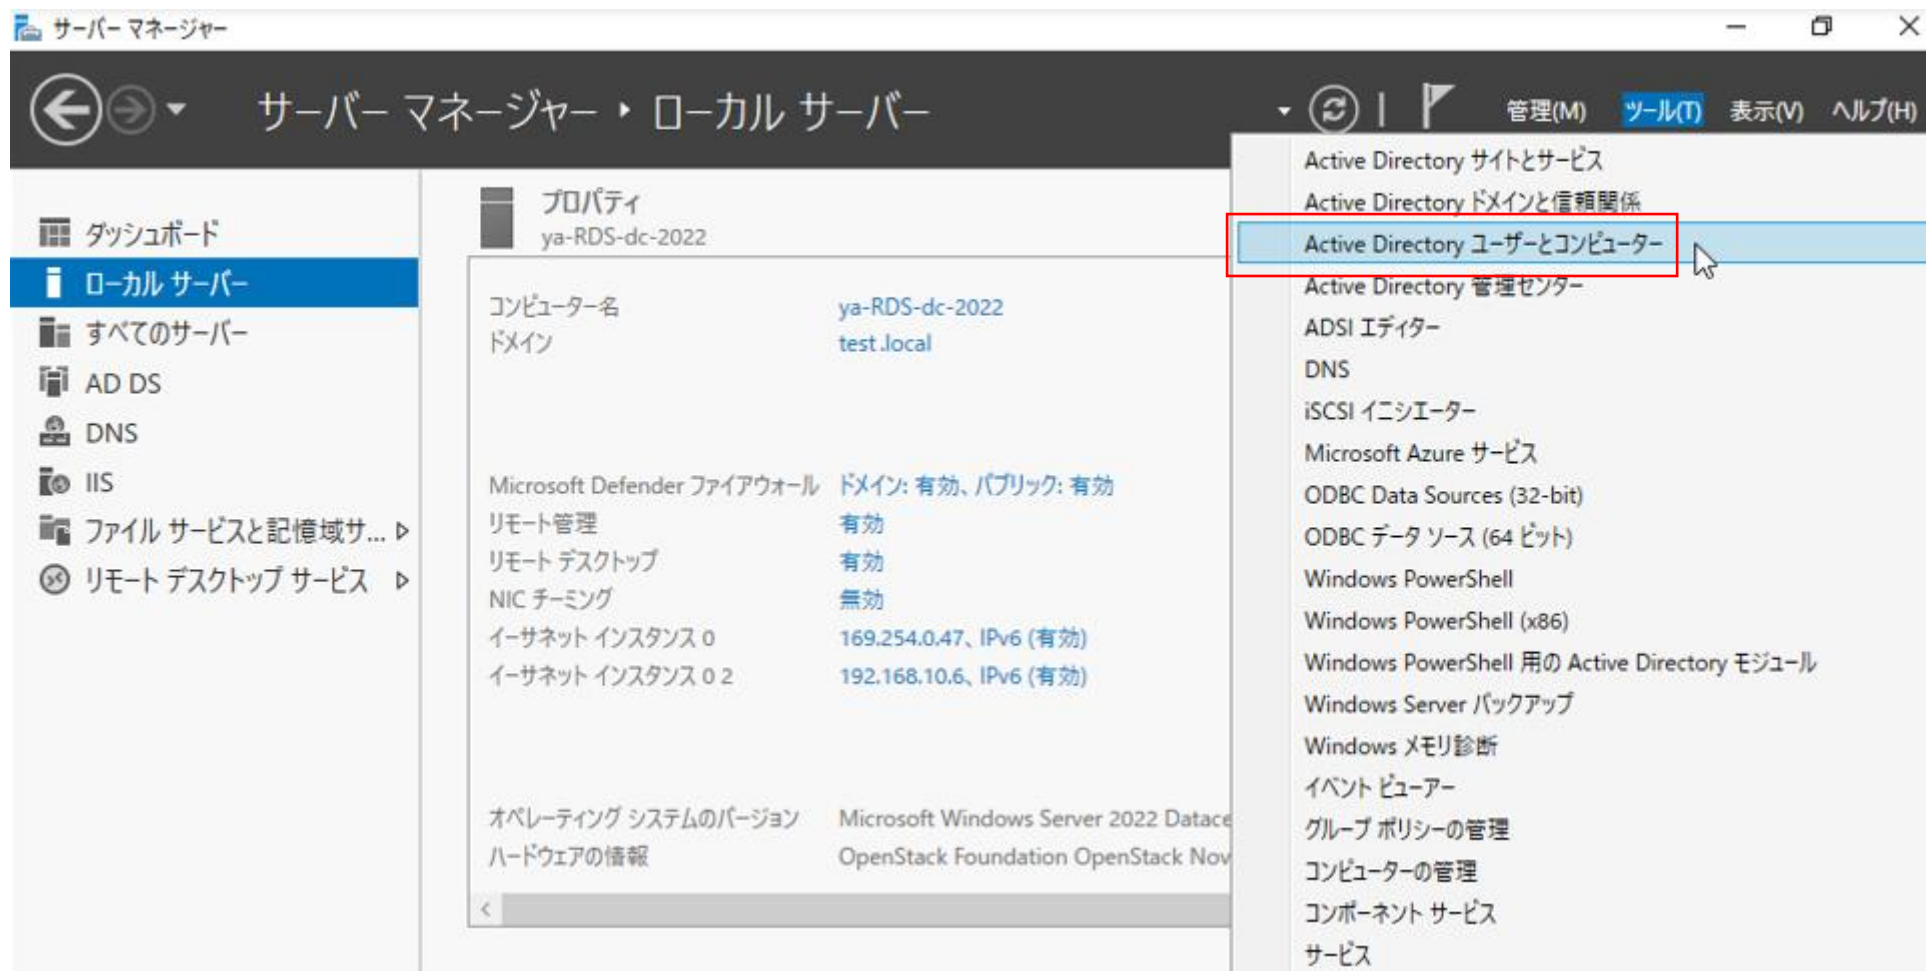 サーバー マネージャー
サーバー マネージャー ‣ ローカル サーバー
管理(M) ツール(T) 表示(V) ヘルプ(H)
ダッシュボード
ローカル サーバー
すべてのサーバー
AD DS
DNS
IIS
ファイル サービスと記憶域サ...
リモート デスクトップ サービス
プロパティ
ya-RDS-dc-2022
コンピューター名 ya-RDS-dc-2022
ドメイン test.local
Microsoft Defender ファイアウォール ドメイン: 有効、パブリック: 有効
リモート管理 有効
リモート デスクトップ 有効
NIC チーミング 無効
イーサネット インスタンス 0 169.254.0.47、IPv6 (有効)
イーサネット インスタンス 0 2 192.168.10.6、IPv6 (有効)
オペレーティング システムのバージョン Microsoft Windows Server 2022 Datace
ハードウェアの情報 OpenStack Foundation OpenStack Nov
Active Directory サイトとサービス
Active Directory ドメインと信頼関係
Active Directory ユーザーとコンピューター
Active Directory 管理センター
ADSI エディター
DNS
iSCSI イニシエーター
Microsoft Azure サービス
ODBC Data Sources (32-bit)
ODBC データ ソース (64 ビット)
Windows PowerShell
Windows PowerShell (x86)
Windows PowerShell 用の Active Directory モジュール
Windows Server バックアップ
Windows メモリ診断
イベント ビューアー
グループ ポリシーの管理
コンピューターの管理
コンポーネント サービス
サービス